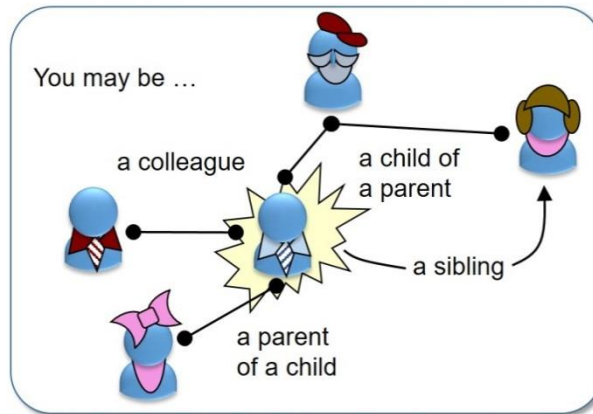 You may be …
a colleague
a child of
a parent
a sibling
a parent
of a child